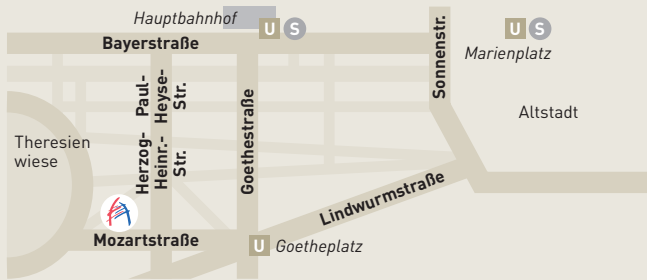 Hauptbahnhof
U S
Bayerstraße
Sonnenstr.
U S
Marienplatz
Altstadt
Paul-
Heyse-
Str.
Goethestraße
Theresien
wiese
Herzog-
Heinr.-
Str.
Lindwurmstraße
Mozartstraße
U Goetheplatz